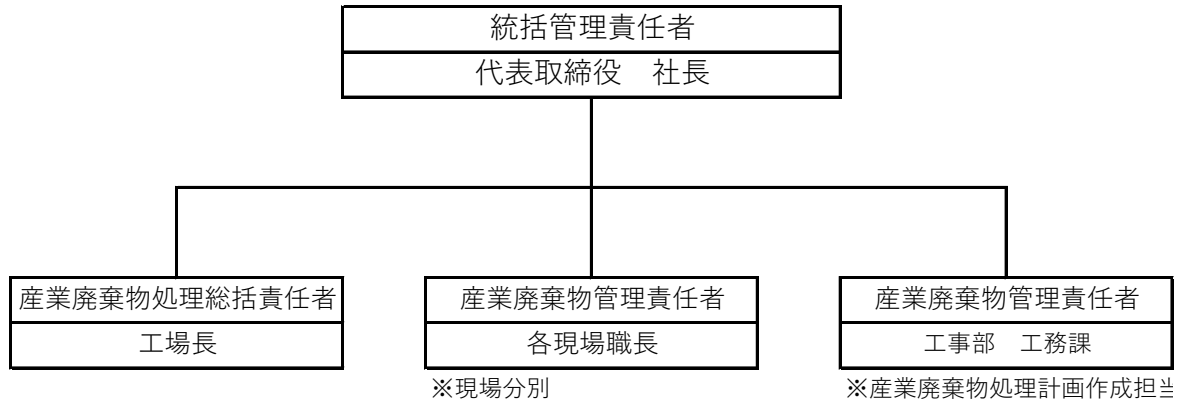 統括管理責任者
代表取締役　社長
産業廃棄物処理総括責任者
工場長
産業廃棄物管理責任者
各現場職長
※現場分別
産業廃棄物管理責任者
工事部　工務課
※産業廃棄物処理計画作成担